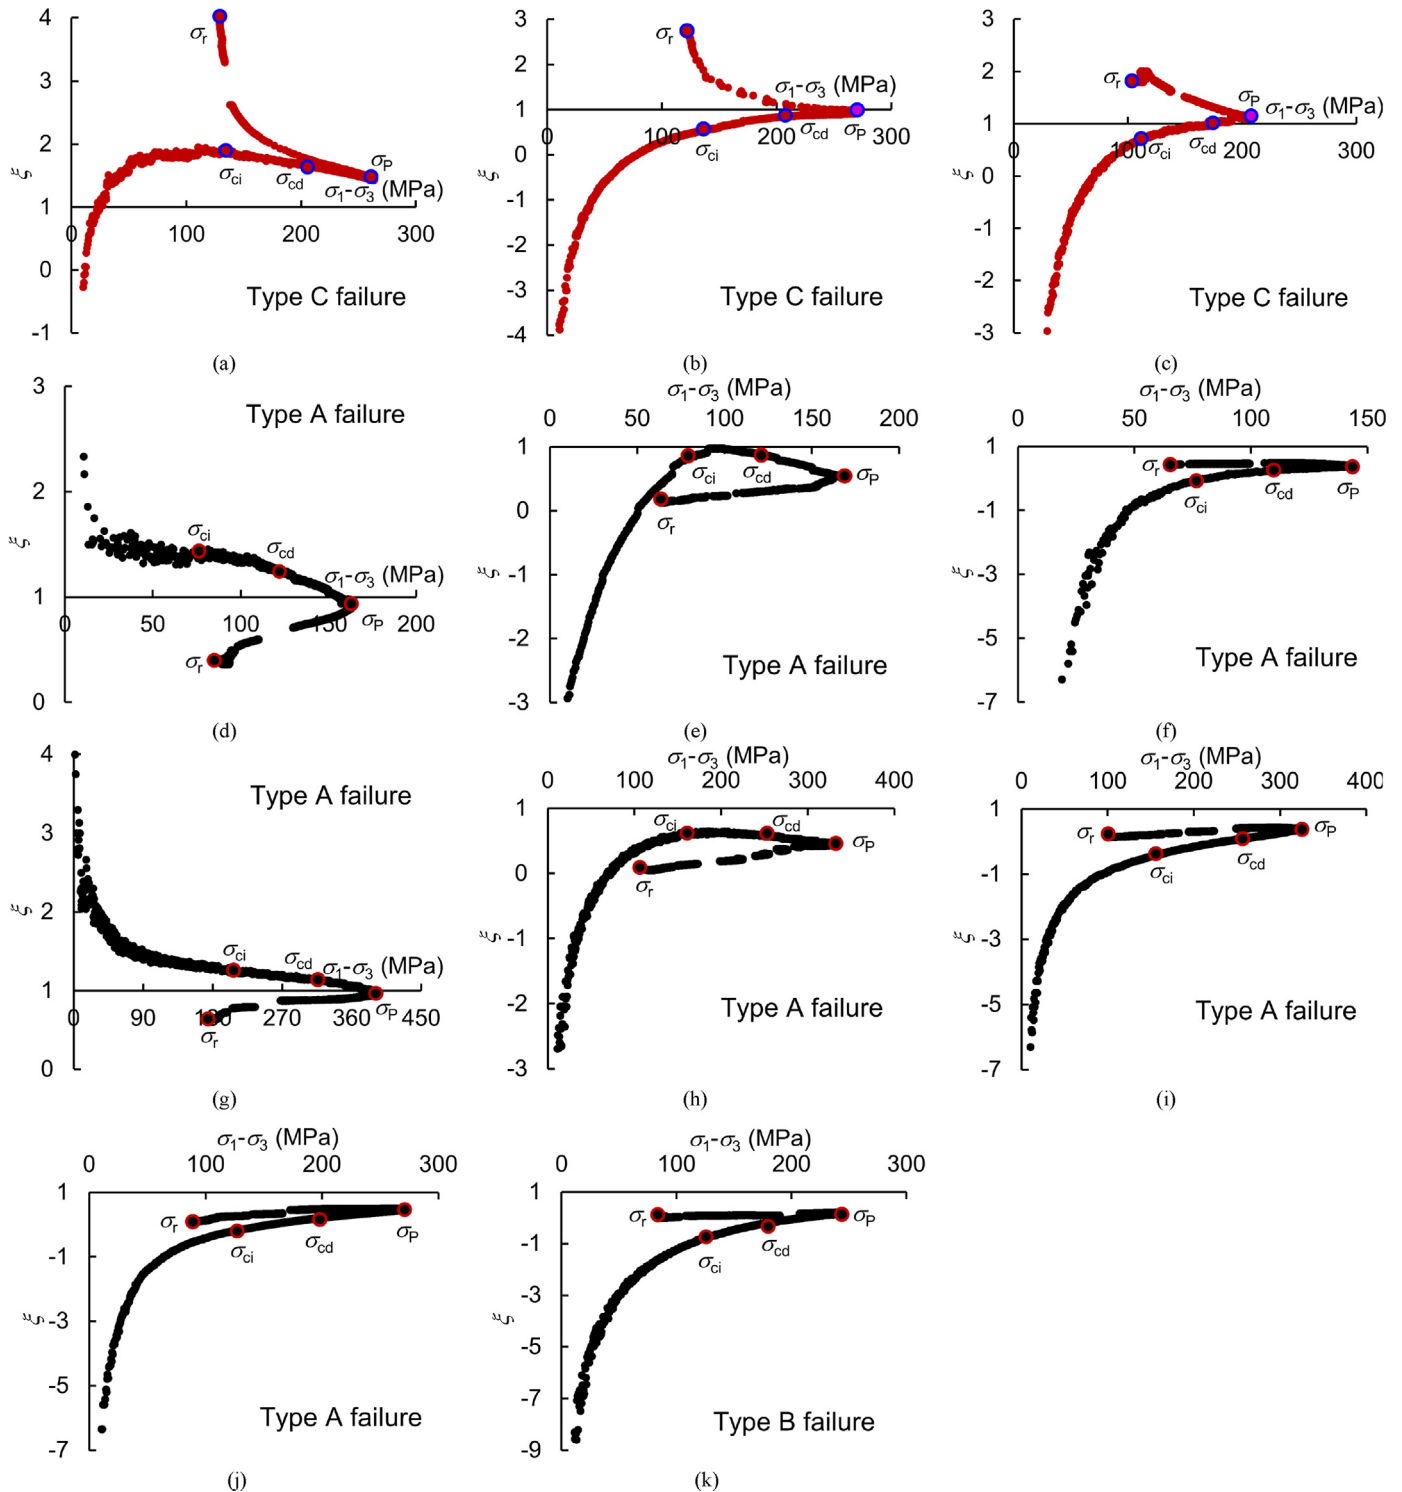 4
3
2
1
0
-1
ξ
0
100
200
300
σr
σci
σcd
σP
σ1-σ3 (MPa)
Type C failure
(a)
3
2
1
0
-1
-2
-3
-4
ξ
0
100
200
300
σr
σ1-σ3 (MPa)
σci
σcd
σP
Type C failure
(b)
3
2
1
0
-1
-2
-3
ξ
0
100
200
300
σr
σP
σ1-σ3 (MPa)
σci
σcd
Type C failure
(c)
3
2
1
0
ξ
Type A failure
σci
σcd
σ1-σ3 (MPa)
0
50
100
150
200
σP
σr
(d)
σ1-σ3 (MPa)
0
50
100
150
200
1
0
-1
-2
-3
ξ
σci
σcd
σP
σr
Type A failure
(e)
σ1-σ3 (MPa)
0
50
100
150
1
-1
-3
-5
-7
ξ
σr
σci
σcd
σP
Type A failure
(f)
4
3
2
1
0
ξ
Type A failure
σci
σcd
σ1-σ3 (MPa)
0
90
180
270
360
450
σP
σr
(g)
σ1-σ3 (MPa)
0
100
200
300
400
1
0
-1
-2
-3
ξ
σci
σcd
σP
σr
Type A failure
(h)
σ1-σ3 (MPa)
0
100
200
300
400
1
-1
-3
-5
-7
ξ
σr
σci
σcd
σP
Type A failure
(i)
σ1-σ3 (MPa)
0
100
200
300
1
-1
-3
-5
-7
ξ
σr
σci
σcd
σP
Type A failure
(j)
σ1-σ3 (MPa)
0
100
200
300
1
-1
-3
-5
-7
-9
ξ
σr
σci
σcd
σP
Type B failure
(k)